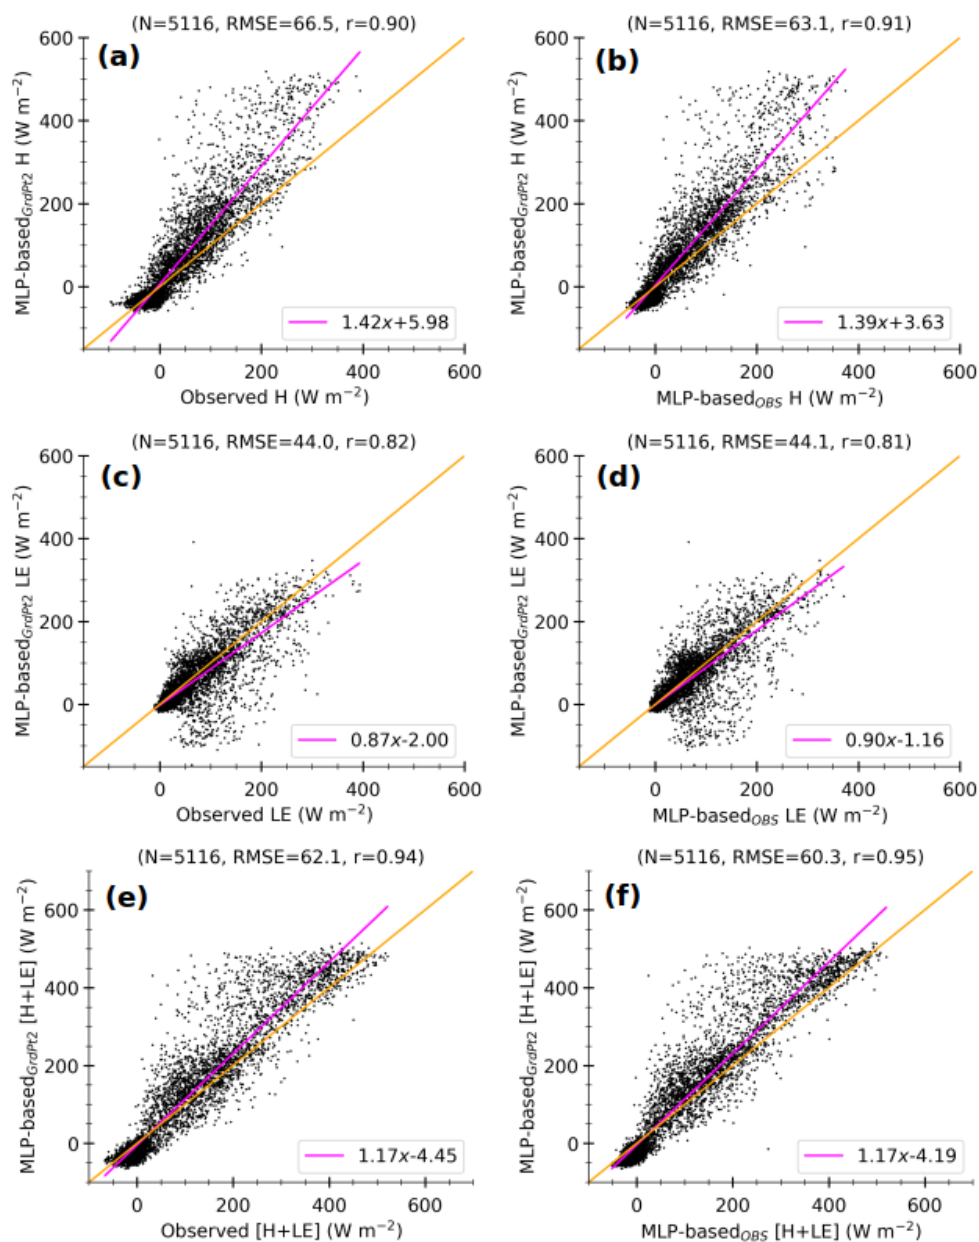 (N=5116, RMSE=66.5, r=0.90)
(a)
600
400
200
0
MLP-based_GrdPt2 H (W m⁻²)
1.42x+5.98
0 200 400 600
Observed H (W m⁻²)
(N=5116, RMSE=63.1, r=0.91)
(b)
600
400
200
0
MLP-based_GrdPt2 H (W m⁻²)
1.39x+3.63
0 200 400 600
MLP-based_OBS H (W m⁻²)
(N=5116, RMSE=44.0, r=0.82)
(c)
600
400
200
0
MLP-based_GrdPt2 LE (W m⁻²)
0.87x-2.00
0 200 400 600
Observed LE (W m⁻²)
(N=5116, RMSE=44.1, r=0.81)
(d)
600
400
200
0
MLP-based_GrdPt2 LE (W m⁻²)
0.90x-1.16
0 200 400 600
MLP-based_OBS LE (W m⁻²)
(N=5116, RMSE=62.1, r=0.94)
(e)
600
400
200
0
MLP-based_GrdPt2 [H+LE] (W m⁻²)
1.17x-4.45
0 200 400 600
Observed [H+LE] (W m⁻²)
(N=5116, RMSE=60.3, r=0.95)
(f)
600
400
200
0
MLP-based_GrdPt2 [H+LE] (W m⁻²)
1.17x-4.19
0 200 400 600
MLP-based_OBS [H+LE] (W m⁻²)